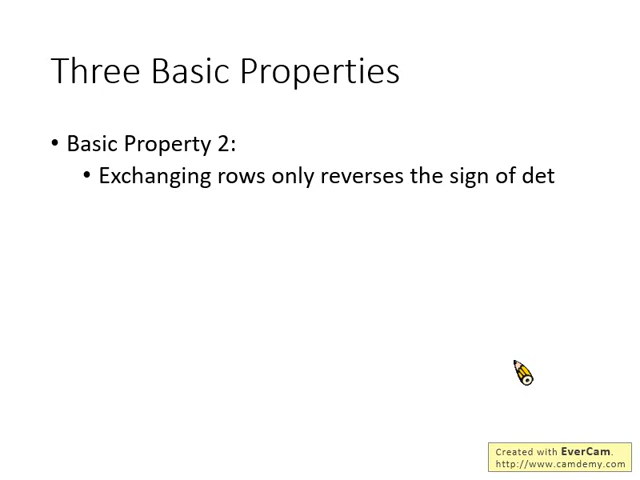 Three Basic Properties
• Basic Property 2:
• Exchanging rows only reverses the sign of det
Created with EverCam.
http://www.camdemy.com